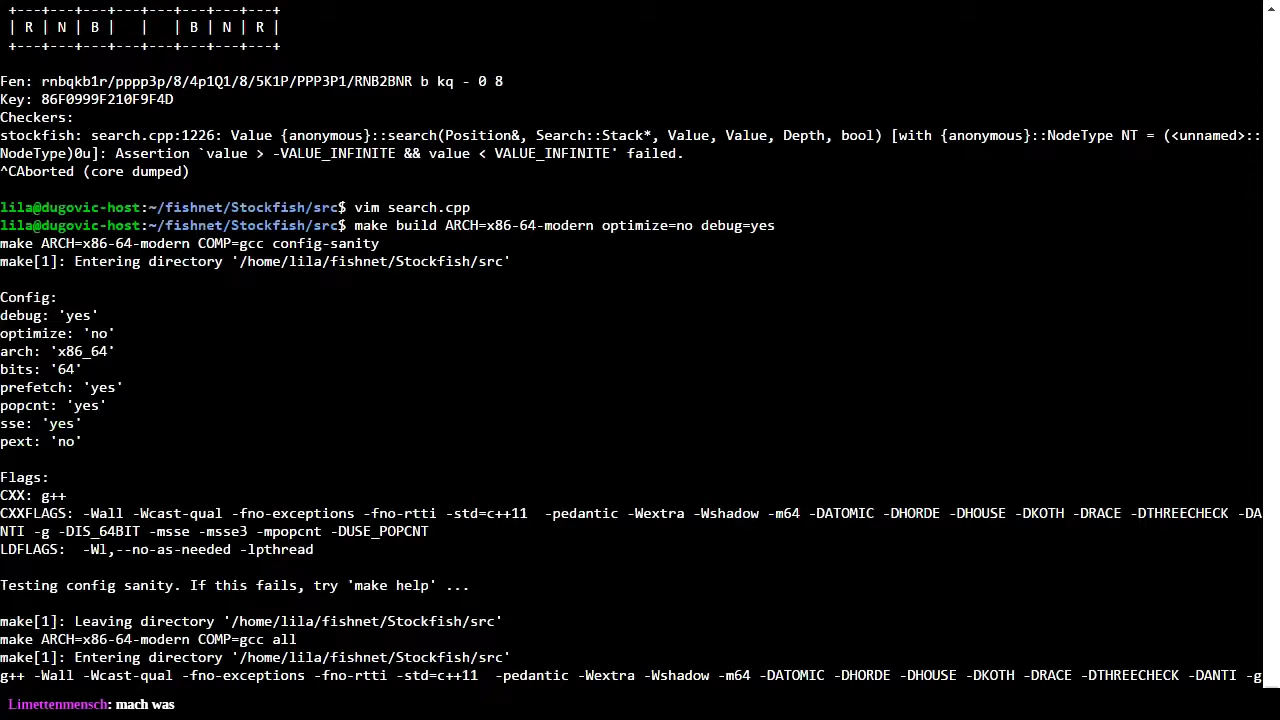 +---+---+---+---+---+---+---+---+
| R | N | B |   |   | B | N | R |
+---+---+---+---+---+---+---+---+
Fen: rnbqkb1r/pppp3p/8/4p1Q1/8/5K1P/PPP3P1/RNB2BNR b kq - 0 8
Key: 86F0999F210F9F4D
Checkers:
stockfish: search.cpp:1226: Value {anonymous}::search(Position&, Search::Stack*, Value, Value, Depth, bool) [with {anonymous}::NodeType NT = (<unnamed>::
NodeType)0u]: Assertion `value > -VALUE_INFINITE && value < VALUE_INFINITE' failed.
^CAborted (core dumped)
lila@dugovic-host:~/fishnet/Stockfish/src$ vim search.cpp
lila@dugovic-host:~/fishnet/Stockfish/src$ make build ARCH=x86-64-modern optimize=no debug=yes
make ARCH=x86-64-modern COMP=gcc config-sanity
make[1]: Entering directory '/home/lila/fishnet/Stockfish/src'
Config:
debug: 'yes'
optimize: 'no'
arch: 'x86_64'
bits: '64'
prefetch: 'yes'
popcnt: 'yes'
sse: 'yes'
pext: 'no'
Flags:
CXX: g++
CXXFLAGS: -Wall -Wcast-qual -fno-exceptions -fno-rtti -std=c++11  -pedantic -Wextra -Wshadow -m64 -DATOMIC -DHORDE -DHOUSE -DKOTH -DRACE -DTHREECHECK -DA
NTI -g -DIS_64BIT -msse -msse3 -mpopcnt -DUSE_POPCNT
LDFLAGS:  -Wl,--no-as-needed -lpthread
Testing config sanity. If this fails, try 'make help' ...
make[1]: Leaving directory '/home/lila/fishnet/Stockfish/src'
make ARCH=x86-64-modern COMP=gcc all
make[1]: Entering directory '/home/lila/fishnet/Stockfish/src'
g++ -Wall -Wcast-qual -fno-exceptions -fno-rtti -std=c++11  -pedantic -Wextra -Wshadow -m64 -DATOMIC -DHORDE -DHOUSE -DKOTH -DRACE -DTHREECHECK -DANTI -g
Limettenmensch: mach was